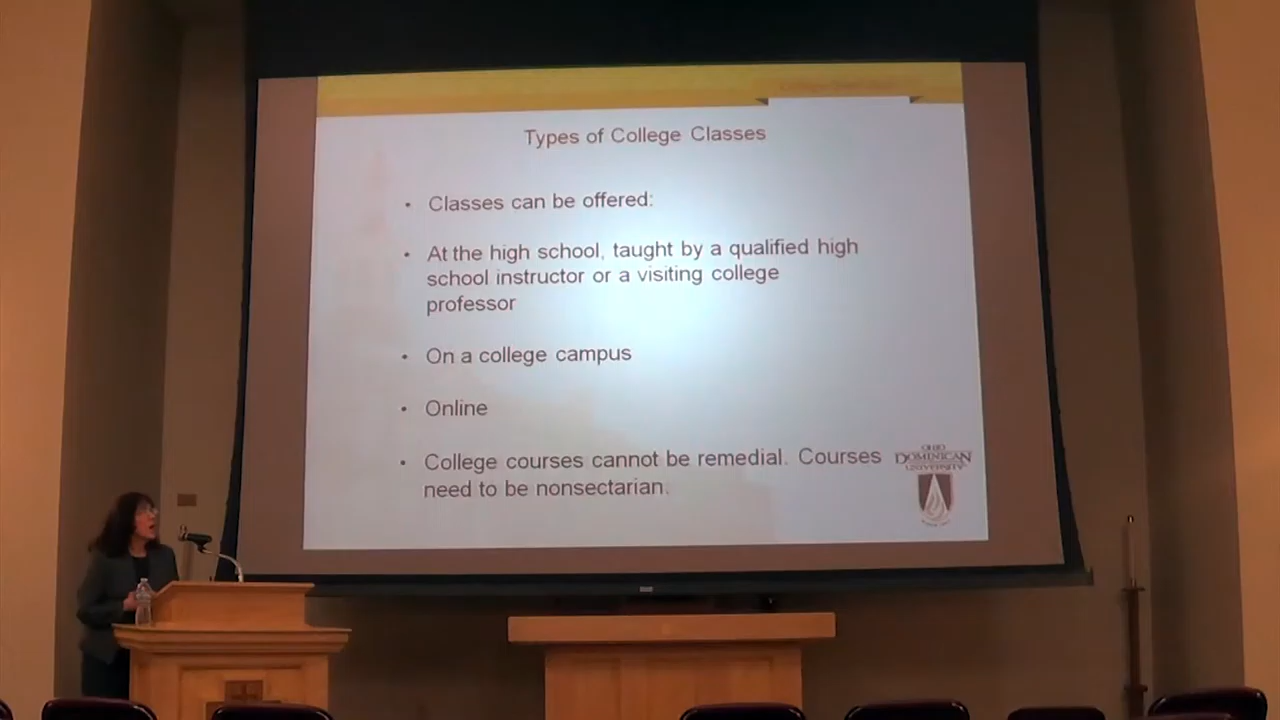 Types of College Classes
• Classes can be offered:
• At the high school, taught by a qualified high
school instructor or a visiting college
professor
• On a college campus
• Online
• College courses cannot be remedial. Courses
need to be nonsectarian.
OHIO
DOMINICAN
UNIVERSITY